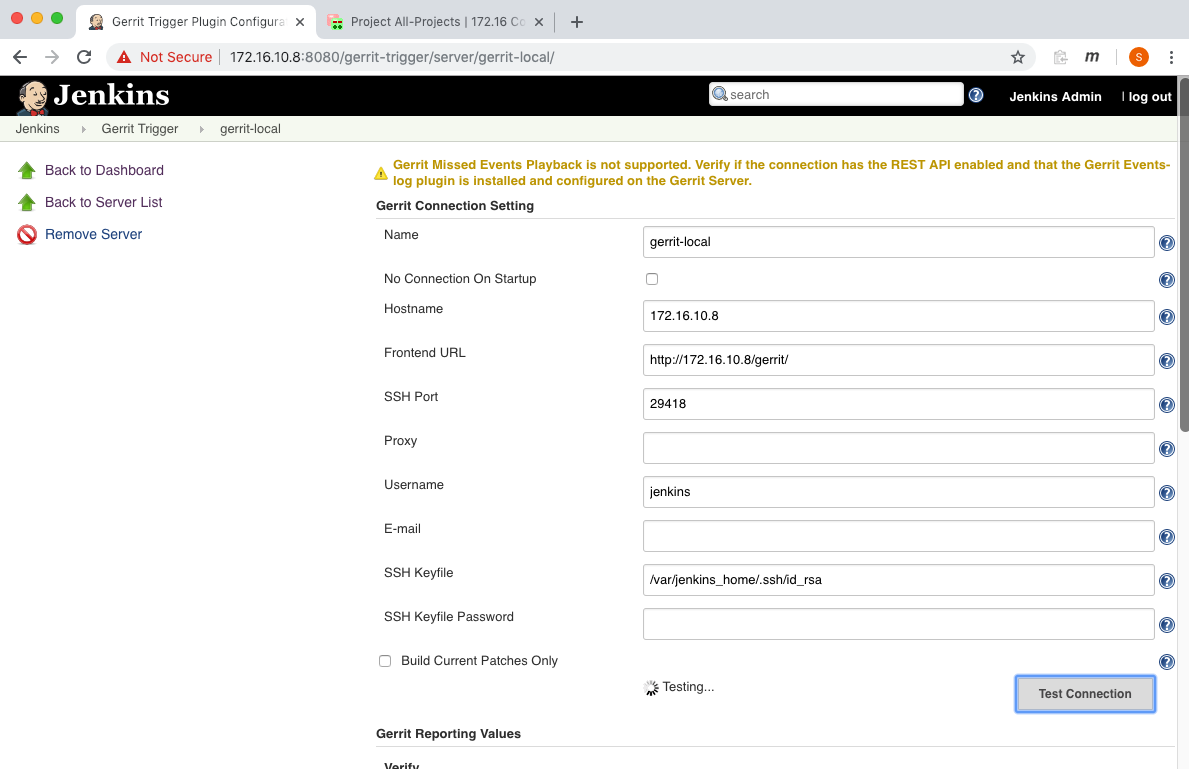 Gerrit Trigger Plugin Configura
Project All-Projects | 172.16 Co
Not Secure
172.16.10.8:8080/gerrit-trigger/server/gerrit-local/
m
S
Jenkins
search
Jenkins Admin
| log out
Jenkins
Gerrit Trigger
gerrit-local
Back to Dashboard
Back to Server List
Remove Server
Gerrit Missed Events Playback is not supported. Verify if the connection has the REST API enabled and that the Gerrit Events-
log plugin is installed and configured on the Gerrit Server.
Gerrit Connection Setting
Name
gerrit-local
No Connection On Startup
Hostname
172.16.10.8
Frontend URL
http://172.16.10.8/gerrit/
SSH Port
29418
Proxy
Username
jenkins
E-mail
SSH Keyfile
/var/jenkins_home/.ssh/id_rsa
SSH Keyfile Password
Build Current Patches Only
Testing...
Test Connection
Gerrit Reporting Values
Verify